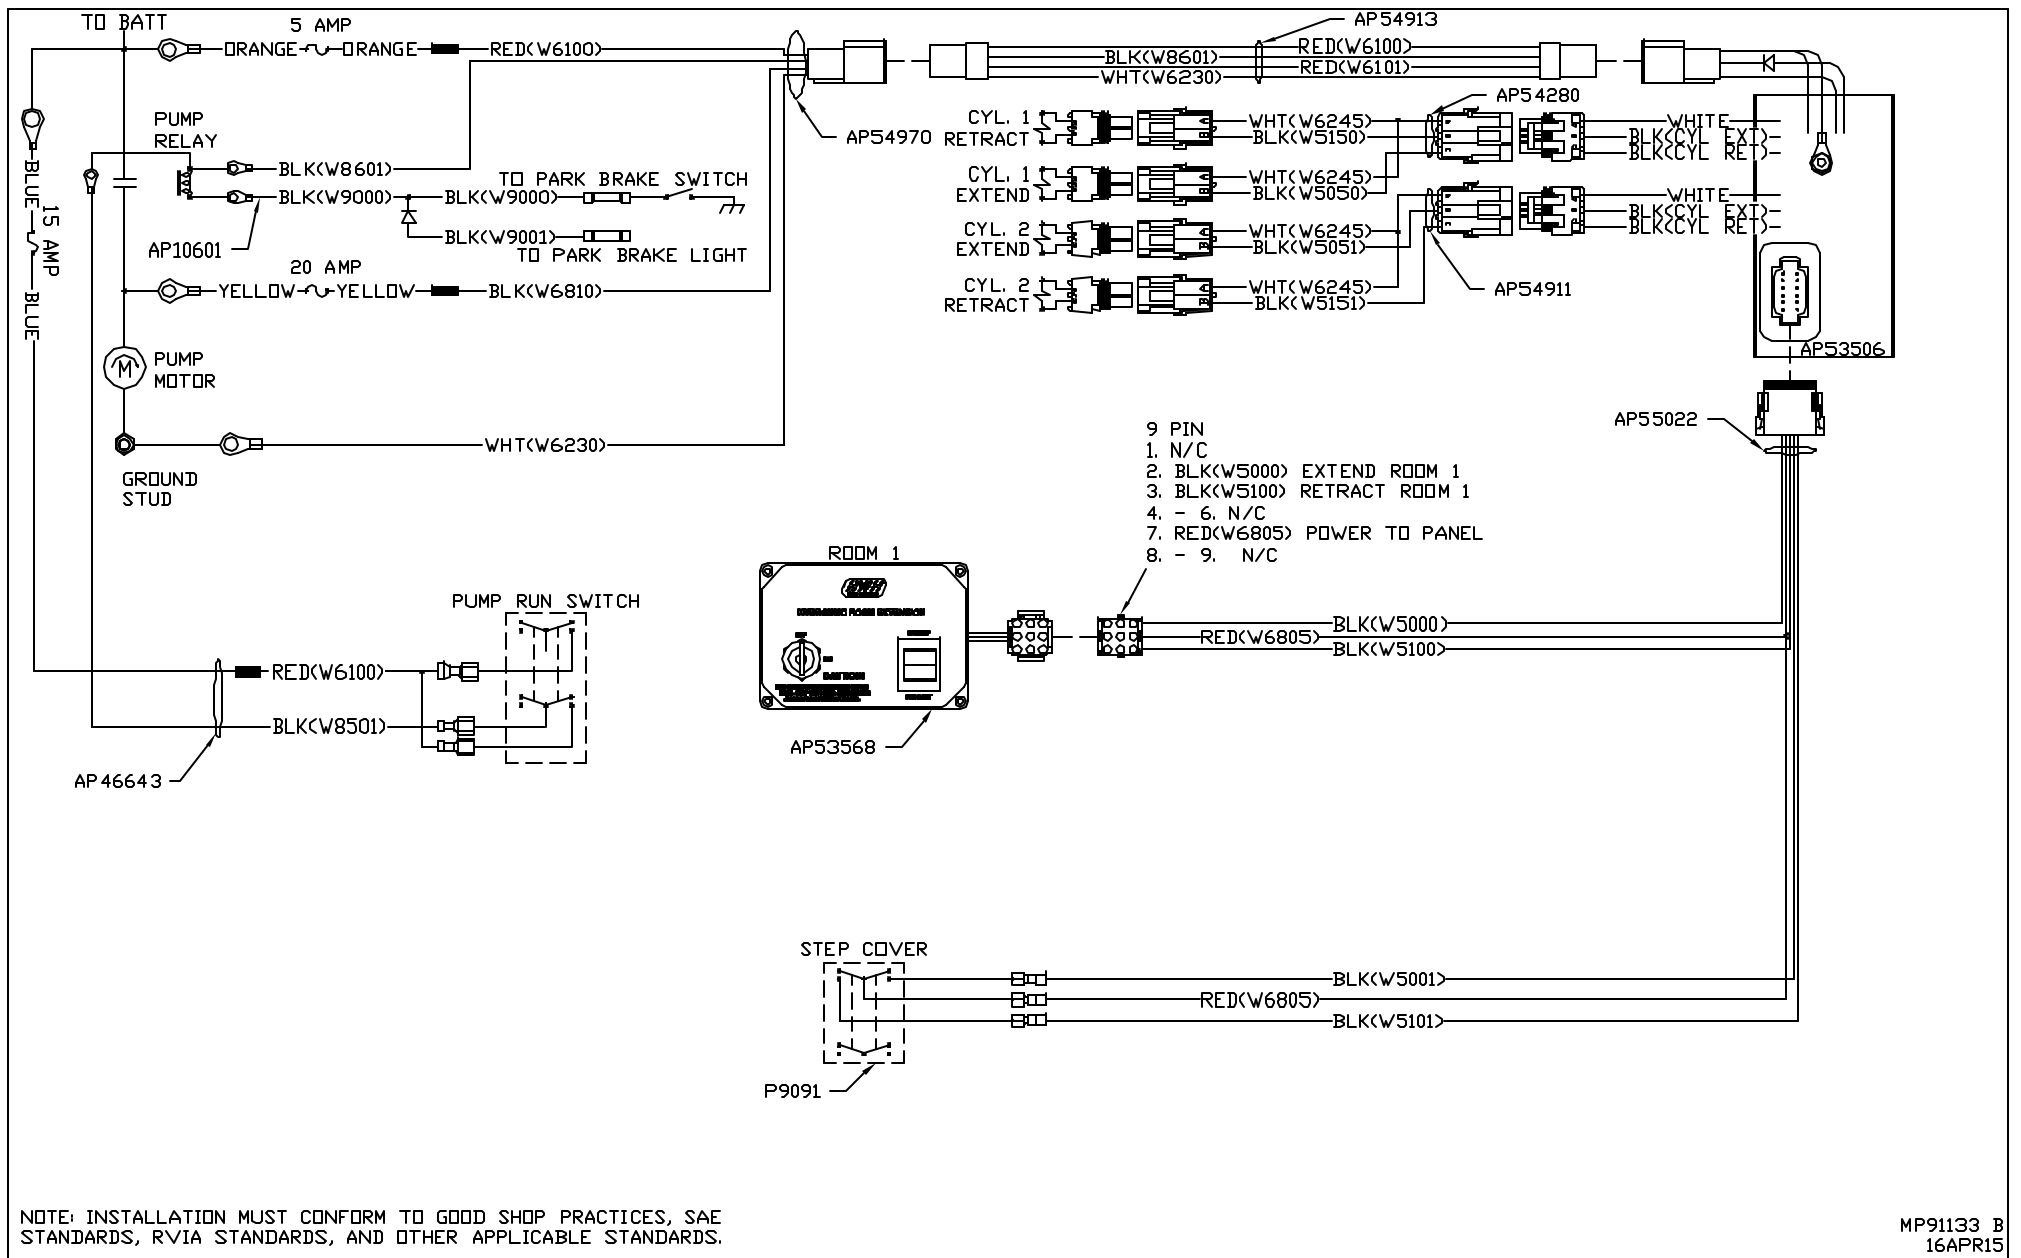 TO BATT
5 AMP
ORANGE ORANGE RED(W6100)
AP54913
BLK(W8601) RED(W6100)
WHT(W6230) RED(W6101)
AP54970
PUMP
RELAY
BLK(W8601)
BLK(W9000) BLK(W9000)
TO PARK BRAKE SWITCH
BLK(W9001)
TO PARK BRAKE LIGHT
AP10601
BLUE
15 AMP
BLUE
20 AMP
YELLOW YELLOW BLK(W6810)
M
PUMP
MOTOR
WHT(W6230)
GROUND
STUD
CYL. 1
RETRACT
A
B
WHT(W6245)
BLK(W5150)
CYL. 1
EXTEND
A
B
WHT(W6245)
BLK(W5050)
CYL. 2
EXTEND
A
B
WHT(W6245)
BLK(W5051)
CYL. 2
RETRACT
A
B
WHT(W6245)
BLK(W5151)
AP54280
WHITE
BLK(CYL EXT)
BLK(CYL RET)
WHITE
BLK(CYL EXT)
BLK(CYL RET)
AP54911
AP53506
AP55022
9 PIN
1. N/C
2. BLK(W5000) EXTEND ROOM 1
3. BLK(W5100) RETRACT ROOM 1
4. - 6. N/C
7. RED(W6805) POWER TO PANEL
8. - 9. N/C
ROOM 1
AP53568
BLK(W5000)
RED(W6805)
BLK(W5100)
PUMP RUN SWITCH
RED(W6100)
BLK(W8501)
AP46643
STEP COVER
BLK(W5001)
RED(W6805)
BLK(W5101)
P9091
NOTE: INSTALLATION MUST CONFORM TO GOOD SHOP PRACTICES, SAE
STANDARDS, RVIA STANDARDS, AND OTHER APPLICABLE STANDARDS.
MP91133 B
16APR15